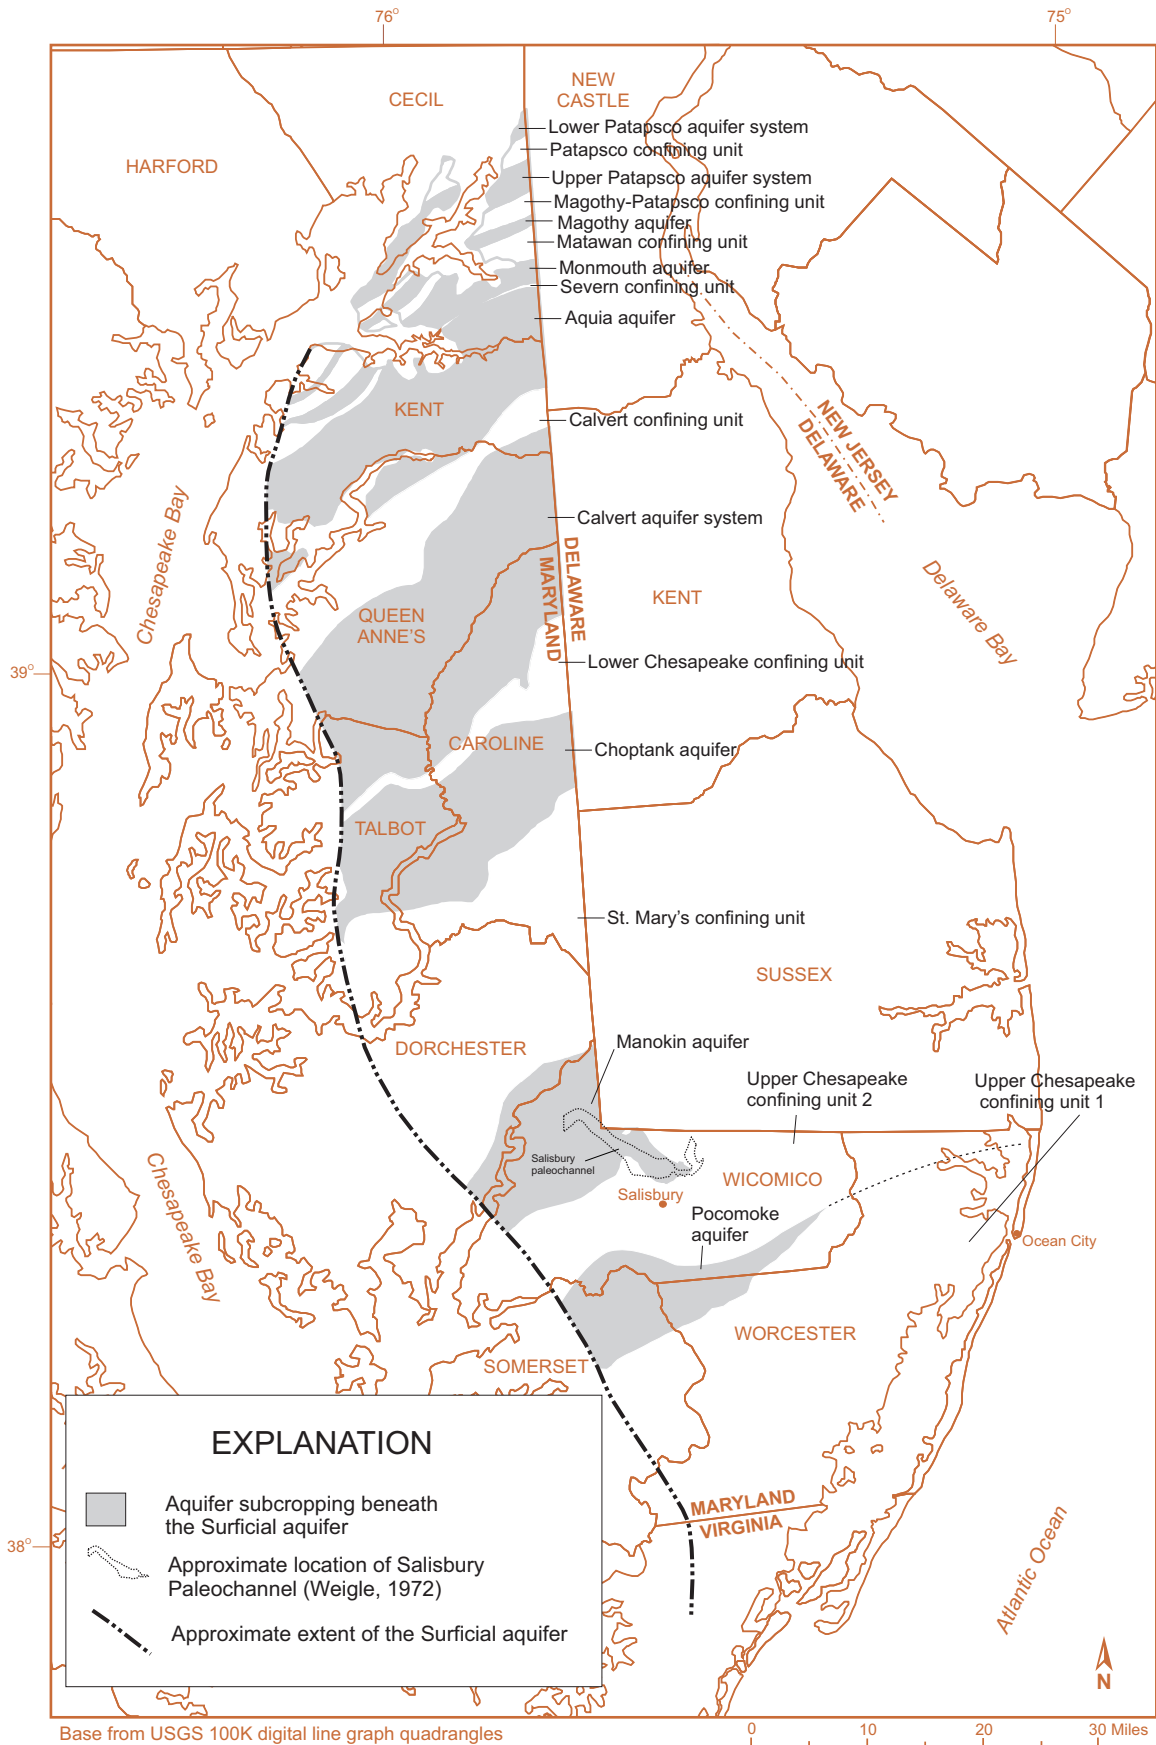 76°
75°
CECIL
NEW
CASTLE
HARFORD
Lower Patapsco aquifer system
Patapsco confining unit
Upper Patapsco aquifer system
Magothy-Patapsco confining unit
Magothy aquifer
Matawan confining unit
Monmouth aquifer
Severn confining unit
Aquia aquifer
KENT
Calvert confining unit
NEW JERSEY
DELAWARE
Chesapeake Bay
Calvert aquifer system
DELAWARE
MARYLAND
Delaware Bay
KENT
QUEEN
ANNE'S
39°
Lower Chesapeake confining unit
CAROLINE
Choptank aquifer
TALBOT
St. Mary's confining unit
SUSSEX
DORCHESTER
Manokin aquifer
Upper Chesapeake
confining unit 2
Upper Chesapeake
confining unit 1
Chesapeake Bay
Salisbury
paleochannel
WICOMICO
Salisbury
Pocomoke
aquifer
Ocean City
WORCESTER
SOMERSET
EXPLANATION
Aquifer subcropping beneath
the Surficial aquifer
Approximate location of Salisbury
Paleochannel (Weigle, 1972)
Approximate extent of the Surficial aquifer
MARYLAND
VIRGINIA
38°
Atlantic Ocean
N
Base from USGS 100K digital line graph quadrangles
0 10 20 30 Miles